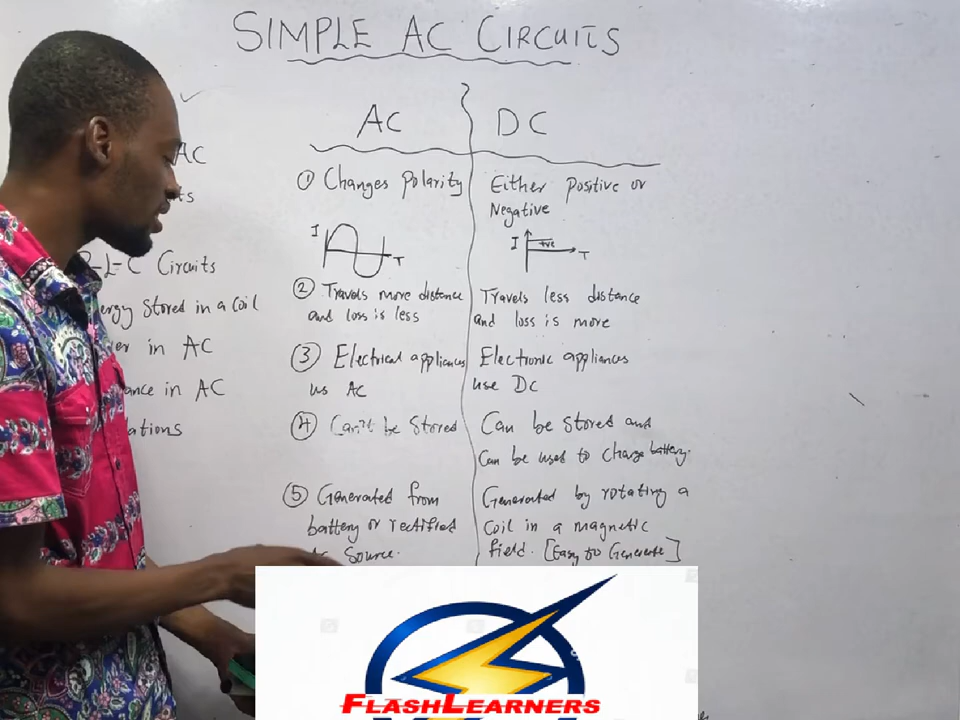 SIMPLE AC CIRCUITS
AC
R-L-C Circuits
Stored in a Coil
in AC
in AC
AC
DC
① Changes Polarity
Either Positive or
Negative
I
T
I
+ve
T
② Travels more distance
and loss is less
Travels less distance
and loss is more
③ Electrical appliances
us AC
Electronic appliances
use DC
④ Can't be Stored
Can be Stored and
Can be used to charge battery.
⑤ Generated from
battery or rectified
Source.
Generated by rotating a
Coil in a magnetic
field. [Easy to Generate]
FLASHLEARNERS